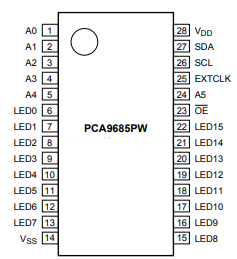 A0 1 28 VDD
A1 2 27 SDA
A2 3 26 SCL
A3 4 25 EXTCLK
A4 5 24 A5
LED0 6 23 O̅E̅
LED1 7 22 LED15
LED2 8 21 LED14
PCA9685PW
LED3 9 20 LED13
LED4 10 19 LED12
LED5 11 18 LED11
LED6 12 17 LED10
LED7 13 16 LED9
VSS 14 15 LED8